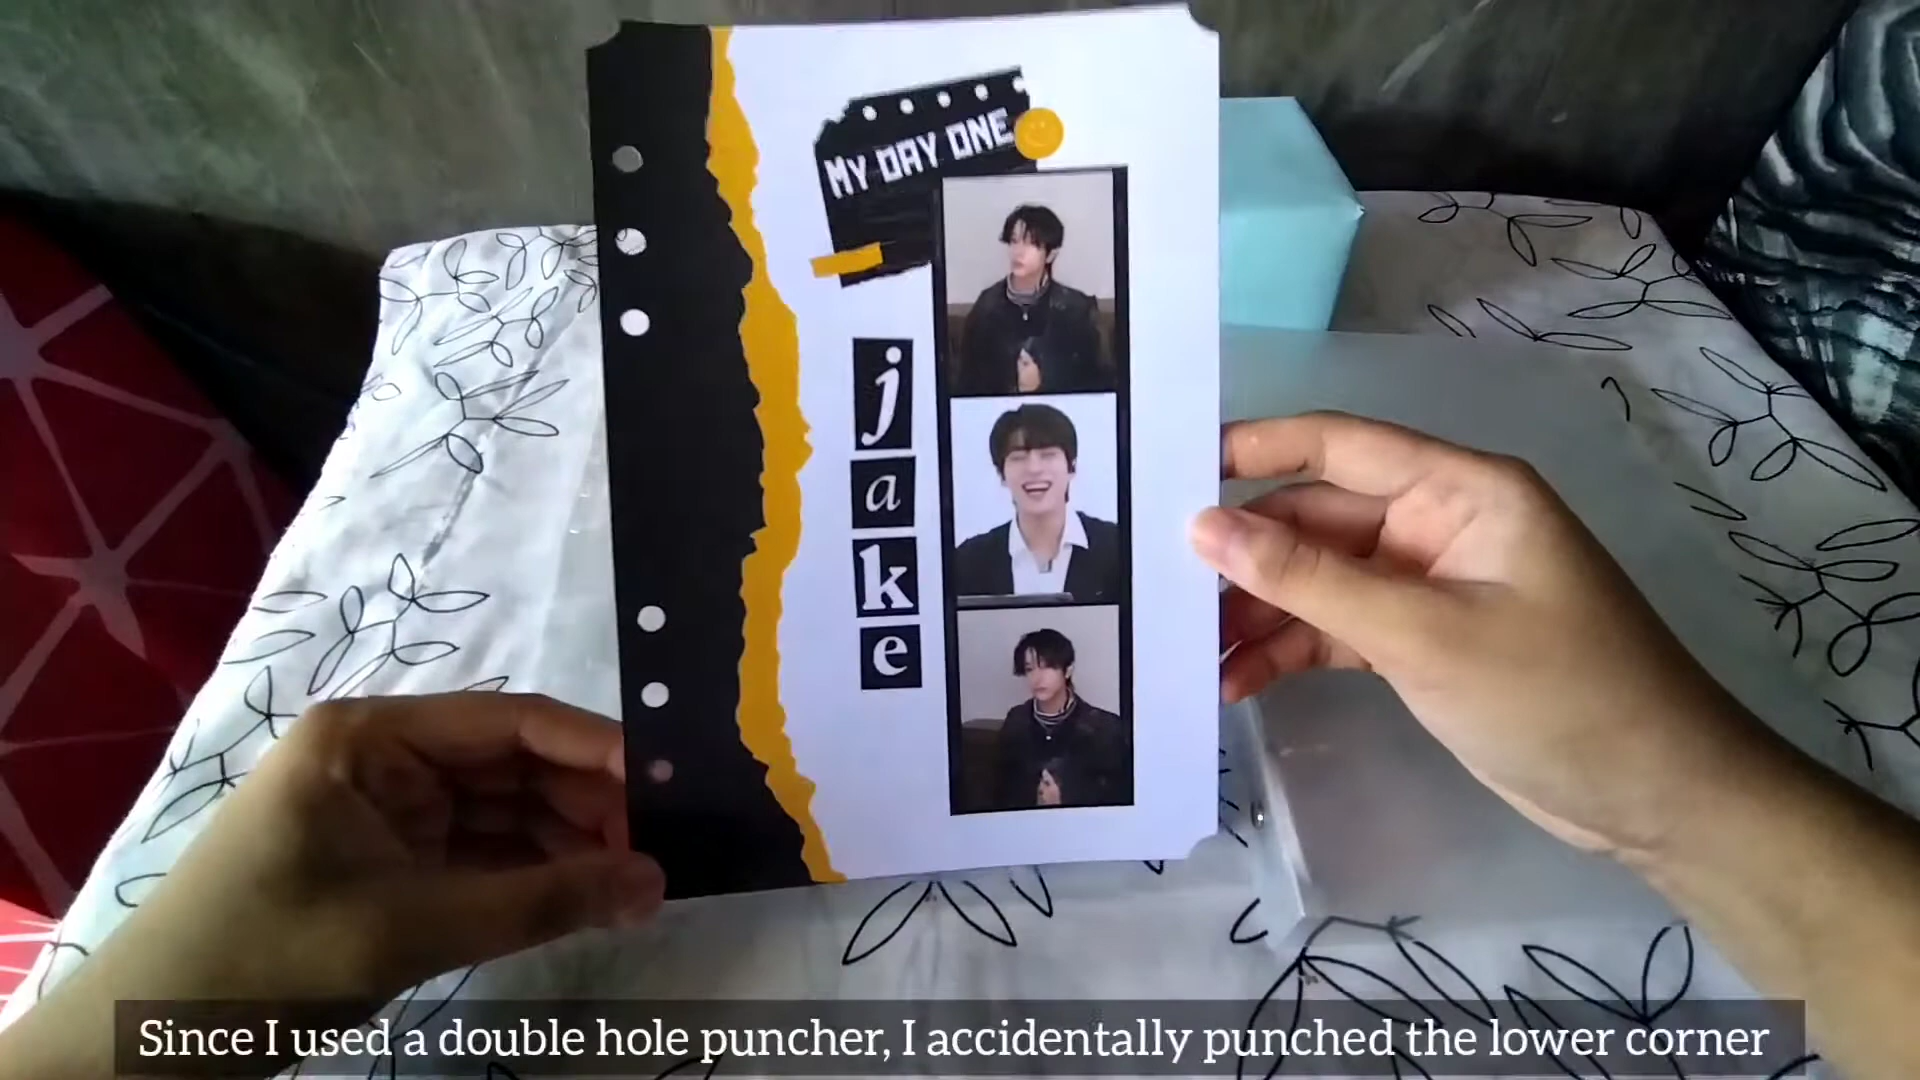 MY DAY ONE
j
a
k
e
Since I used a double hole puncher, I accidentally punched the lower corner